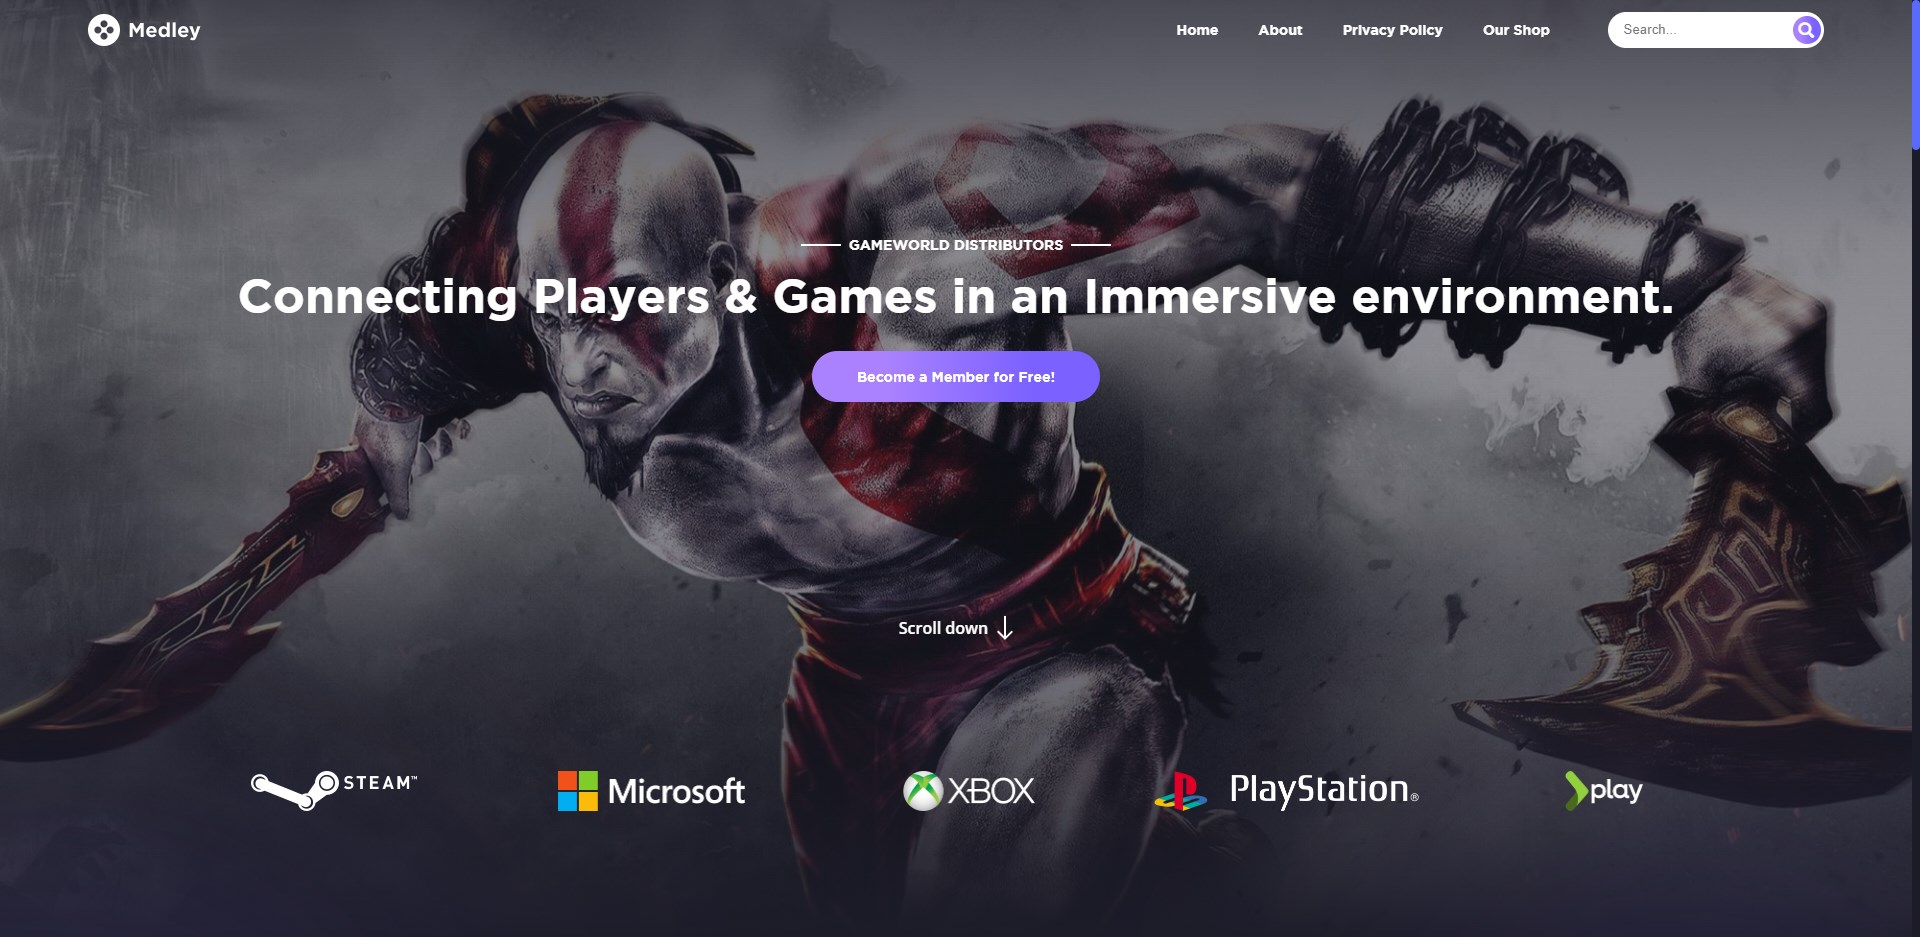 Medley
Home
About
Privacy Policy
Our Shop
Search...
GAMEWORLD DISTRIBUTORS
Connecting Players & Games in an Immersive environment.
Become a Member for Free!
Scroll down
STEAM™
Microsoft
XBOX
PlayStation®
play